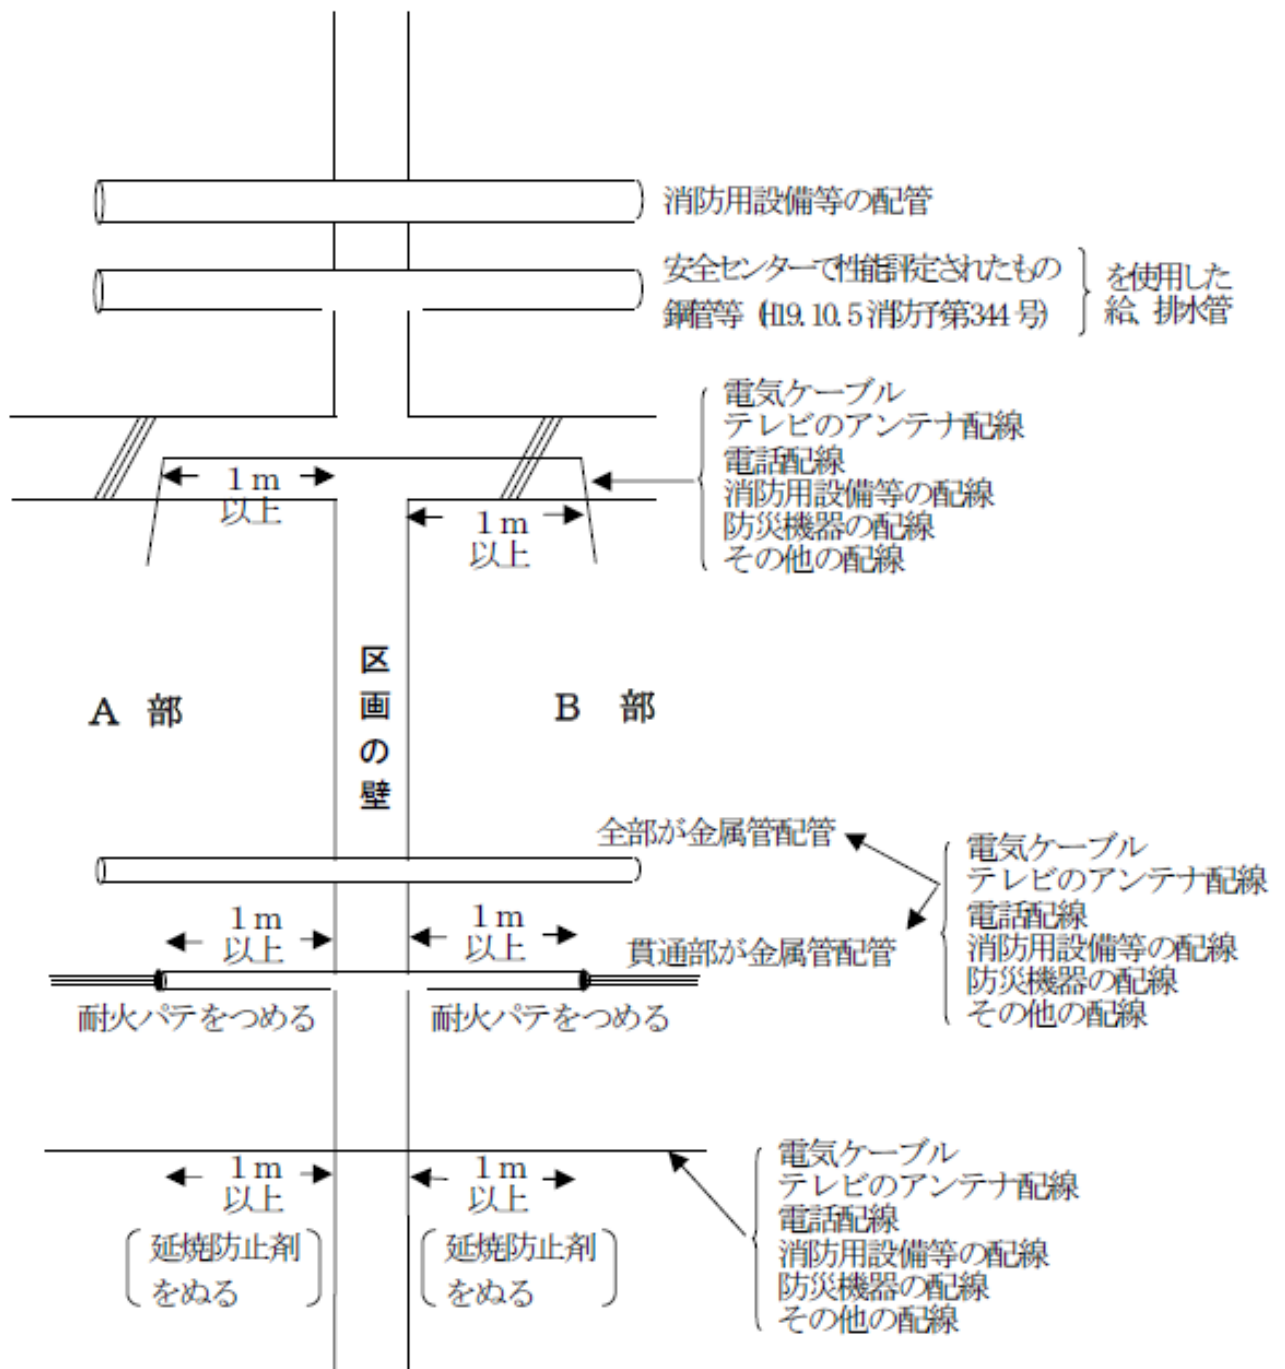 消防用設備等の配管
安全センターで性能評定されたもの
鋼管等 (H19.10.5 消防予第344号)
を使用した
給、排水管
電気ケーブル
テレビのアンテナ配線
電話配線
消防用設備等の配線
防災機器の配線
その他の配線
1m
以上
1m
以上
区画の壁
A 部
B 部
全部が金属管配管
電気ケーブル
テレビのアンテナ配線
電話配線
消防用設備等の配線
防災機器の配線
その他の配線
1m
以上
1m
以上
貫通部が金属管配管
耐火パテをつめる
耐火パテをつめる
1m
以上
1m
以上
延焼防止剤
をぬる
延焼防止剤
をぬる
電気ケーブル
テレビのアンテナ配線
電話配線
消防用設備等の配線
防災機器の配線
その他の配線